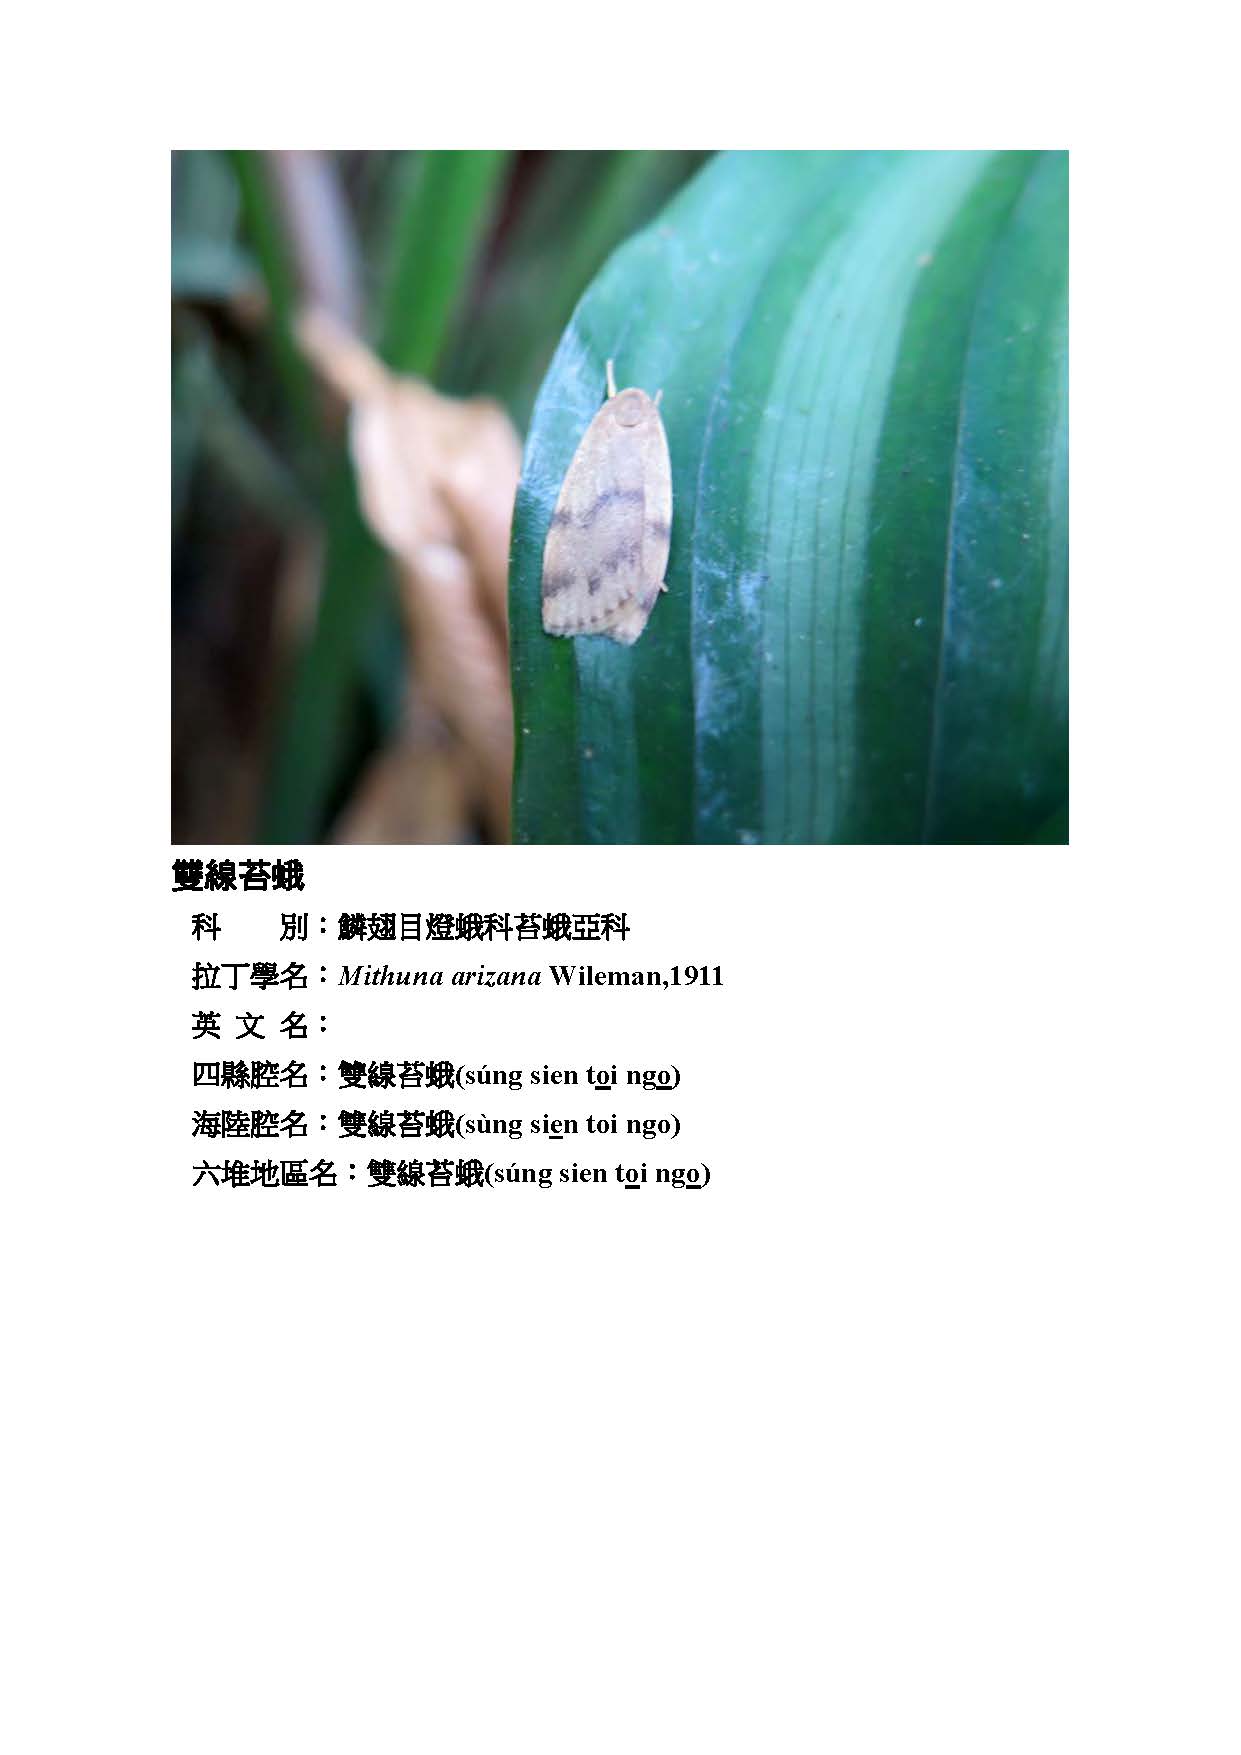 雙線苔蛾
科　　別：鱗翅目燈蛾科苔蛾亞科
拉丁學名：Mithuna arizana Wileman,1911
英 文 名：
四縣腔名：雙線苔蛾(súng sien toi ngo)
海陸腔名：雙線苔蛾(sùng sien toi ngo)
六堆地區名：雙線苔蛾(súng sien toi ngo)